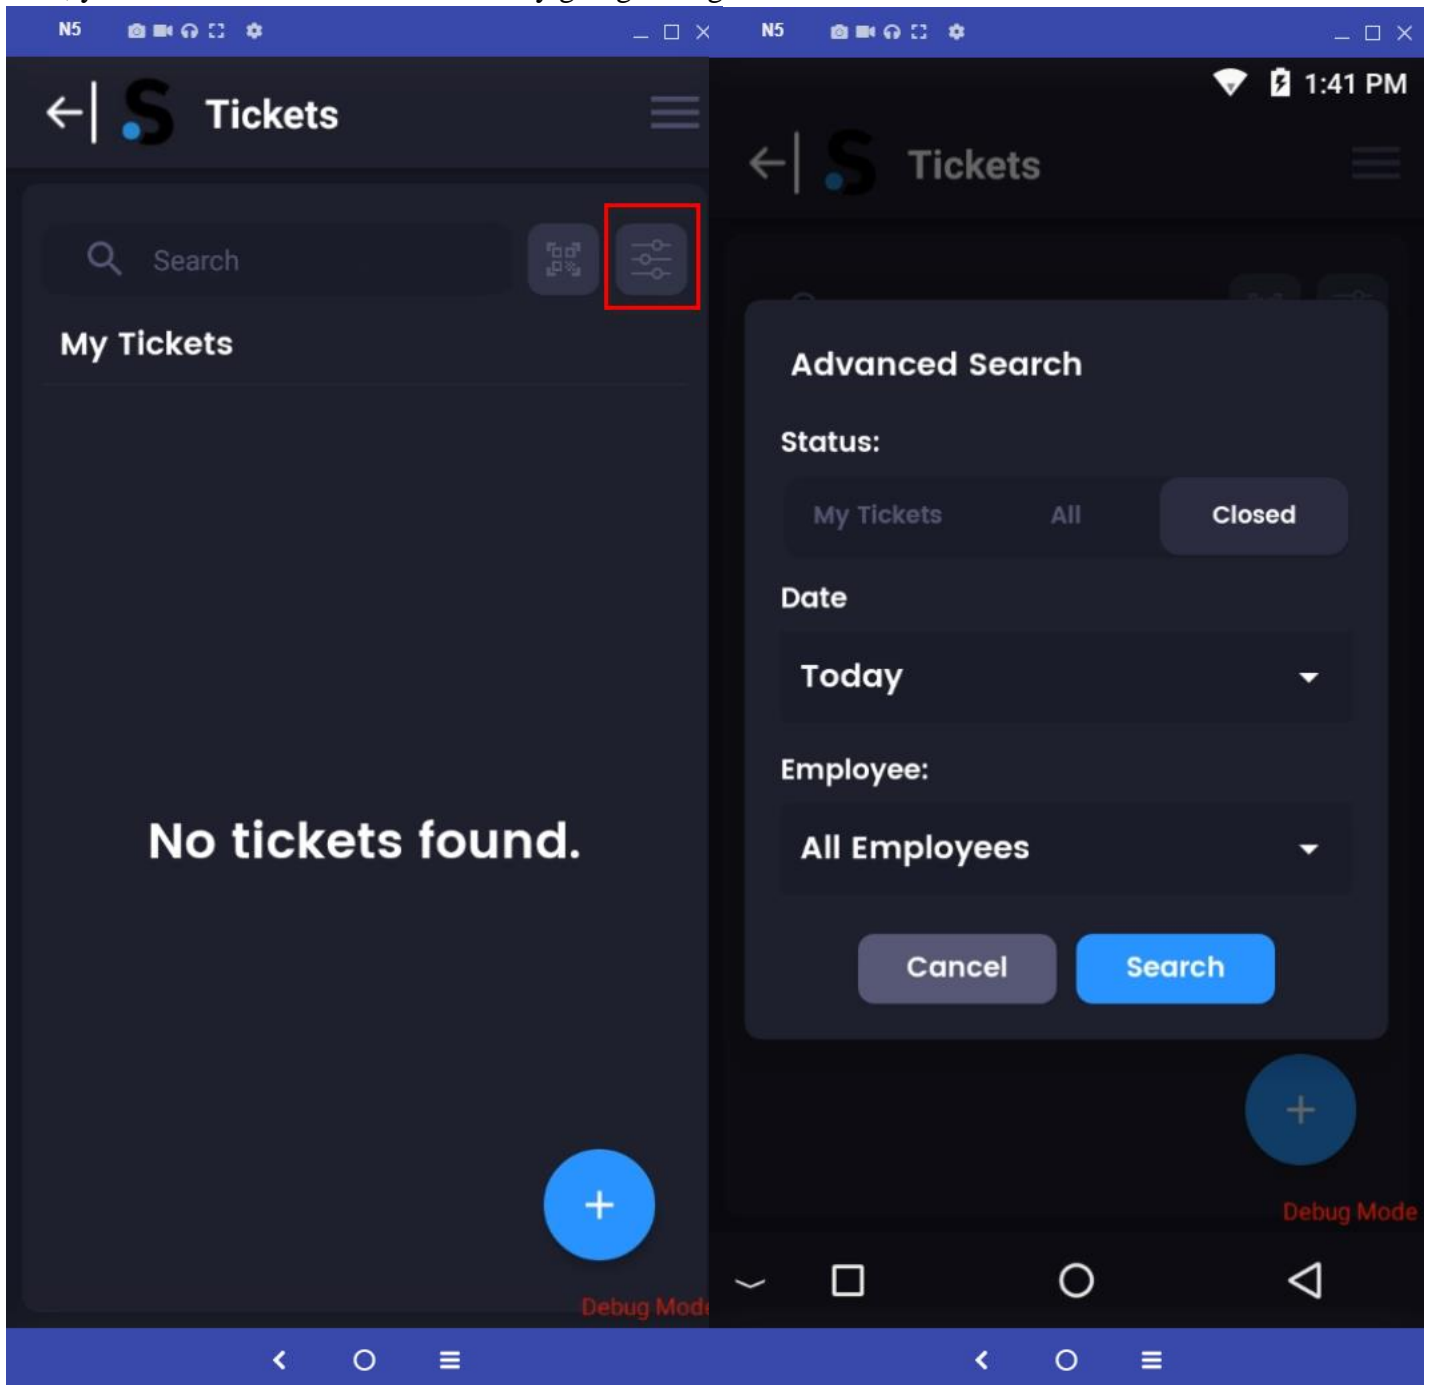 N5
Tickets
Search
My Tickets
No tickets found.
+
Debug Mode
N5
1:41 PM
Tickets
Advanced Search
Status:
My Tickets All Closed
Date
Today
Employee:
All Employees
Cancel Search
+
Debug Mode